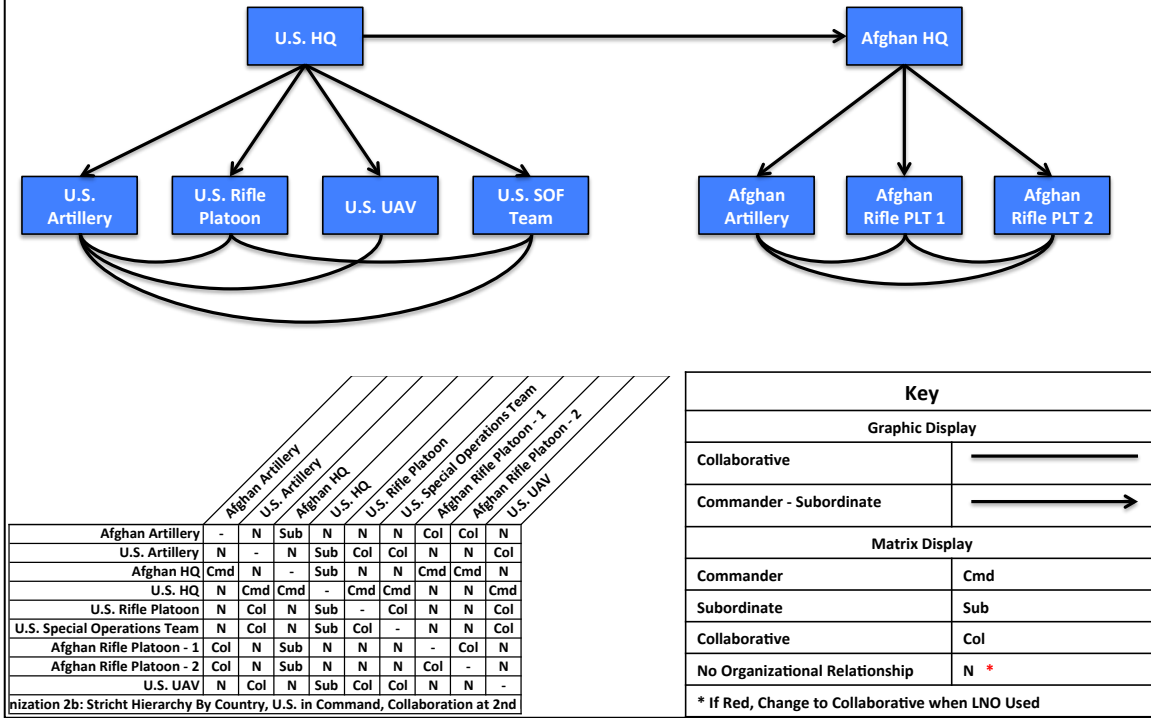 U.S. HQ
Afghan HQ
U.S.
Artillery
U.S. Rifle
Platoon
U.S. UAV
U.S. SOF
Team
Afghan
Artillery
Afghan
Rifle PLT 1
Afghan
Rifle PLT 2
Afghan Artillery
U.S. Artillery
Afghan HQ
U.S. HQ
U.S. Rifle Platoon
U.S. Special Operations Team
Afghan Rifle Platoon - 1
Afghan Rifle Platoon - 2
U.S. UAV
Afghan Artillery - N Sub N N N Col Col N
U.S. Artillery N - N Sub Col Col N N Col
Afghan HQ Cmd N - Sub N N Cmd Cmd N
U.S. HQ N Cmd Cmd - Cmd Cmd N N Cmd
U.S. Rifle Platoon N Col N Sub - Col N N Col
U.S. Special Operations Team N Col N Sub Col - N N Col
Afghan Rifle Platoon - 1 Col N Sub N N N - Col N
Afghan Rifle Platoon - 2 Col N Sub N N N Col - N
U.S. UAV N Col N Sub Col Col N N -
nization 2b: Stricht Hierarchy By Country, U.S. in Command, Collaboration at 2nd
Key
Graphic Display
Collaborative
Commander - Subordinate
Matrix Display
Commander Cmd
Subordinate Sub
Collaborative Col
No Organizational Relationship N *
* If Red, Change to Collaborative when LNO Used